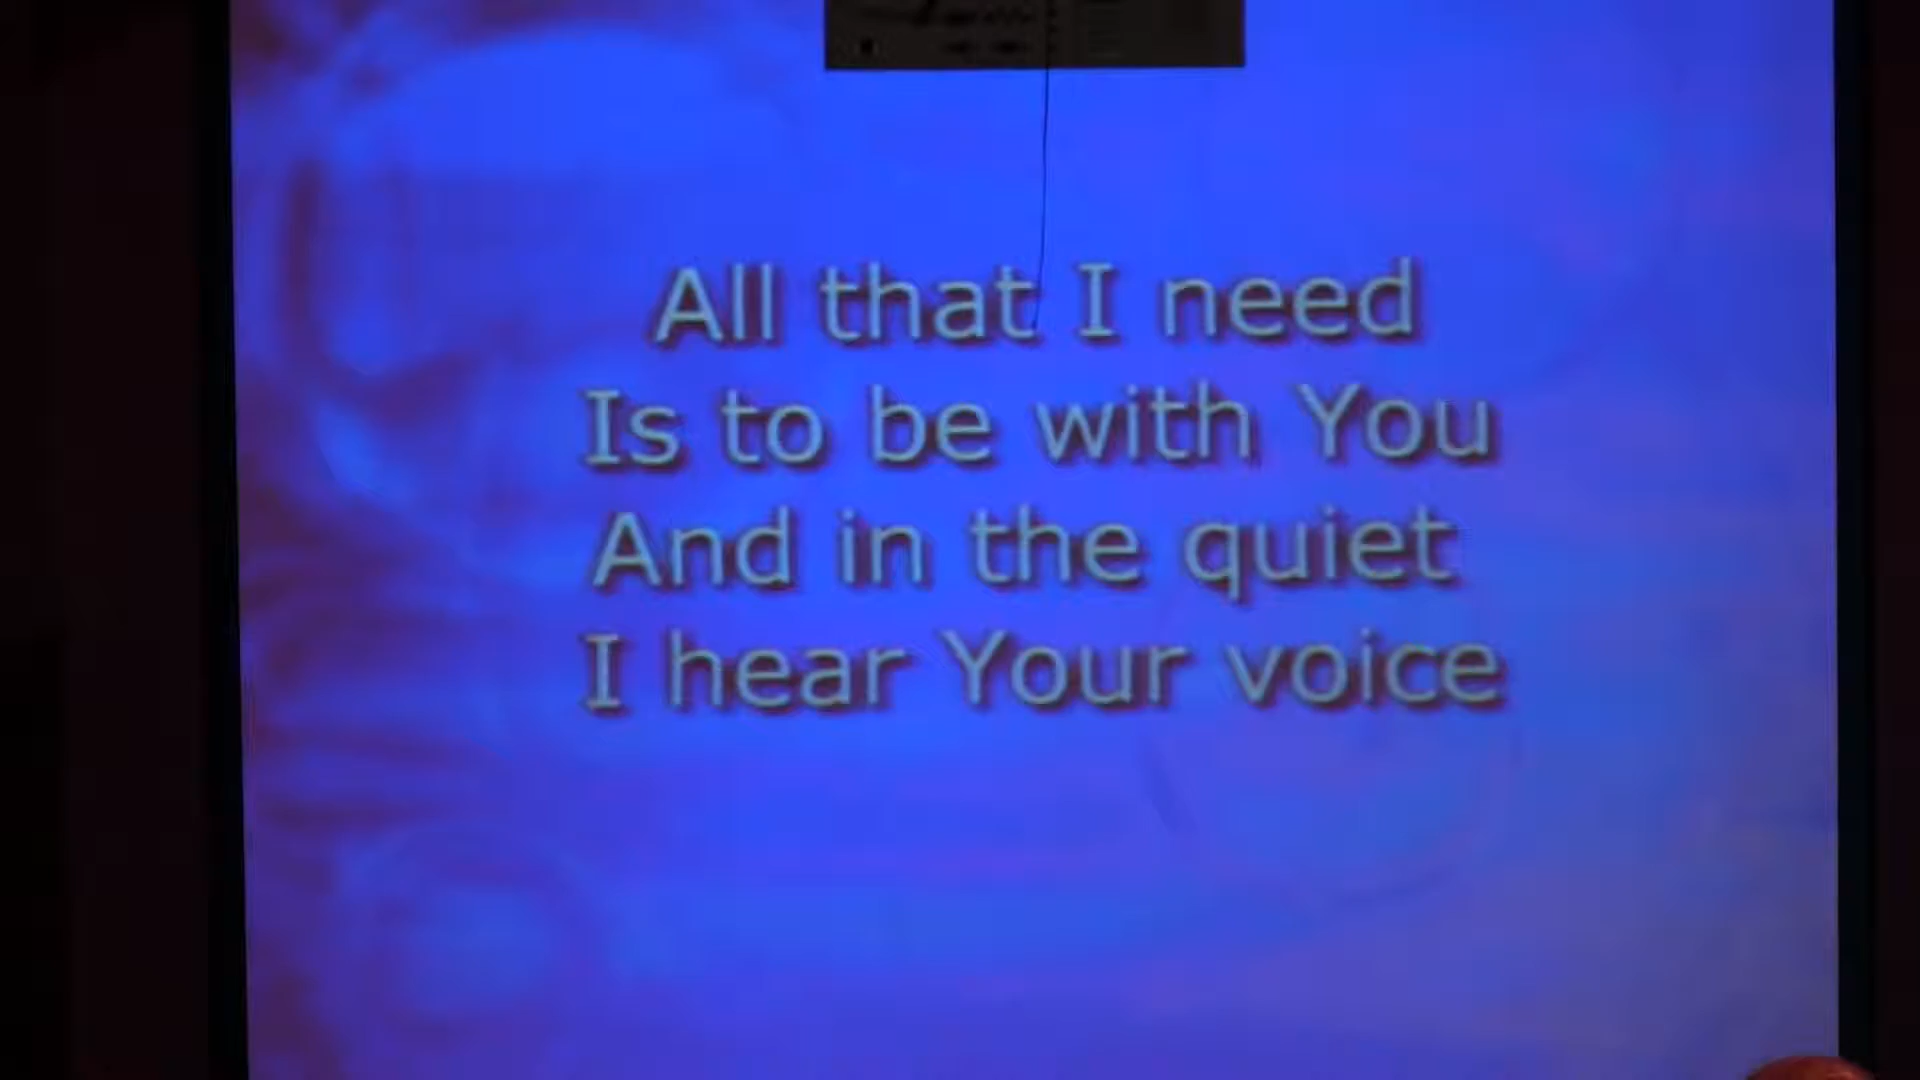 All that I need
Is to be with You
And in the quiet
I hear Your voice